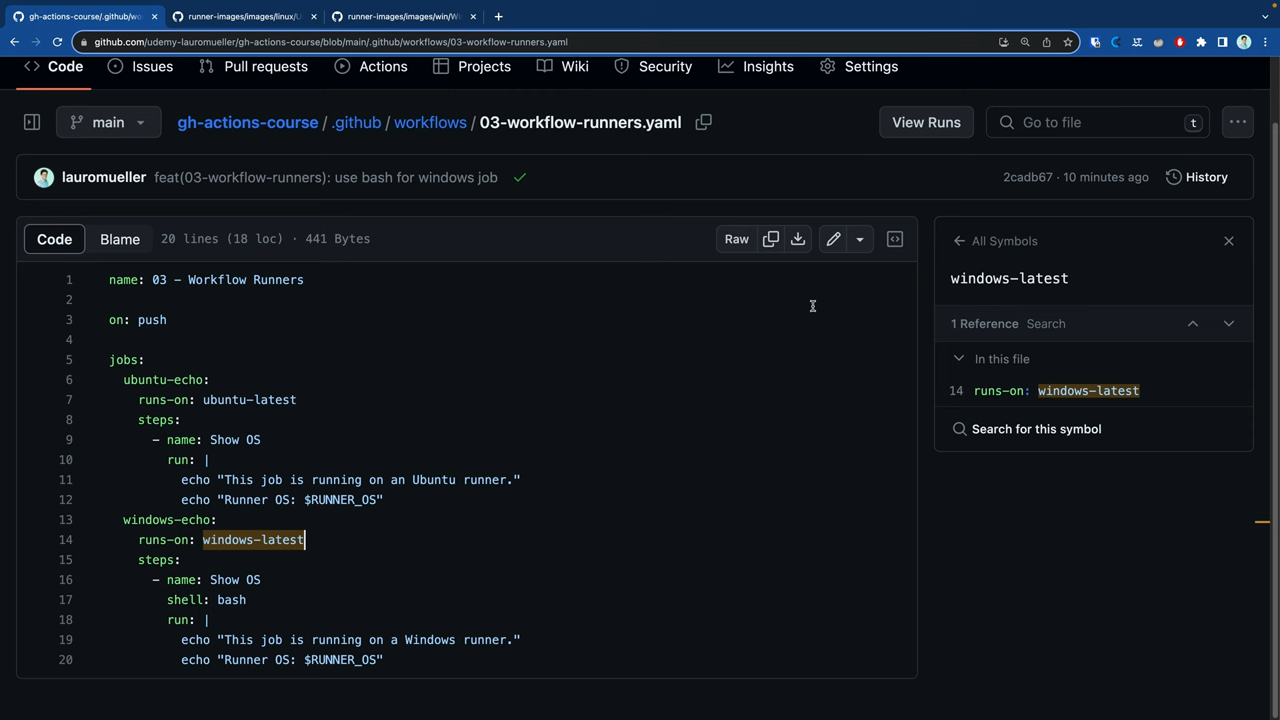 gh-actions-course/.github/wo
runner-images/images/linux/U
runner-images/images/win/Wi
github.com/udemy-lauromueller/gh-actions-course/blob/main/.github/workflows/03-workflow-runners.yaml
Code Issues Pull requests Actions Projects Wiki Security Insights Settings
main gh-actions-course / .github / workflows / 03-workflow-runners.yaml View Runs Go to file t
lauromueller feat(03-workflow-runners): use bash for windows job 2cadb67 · 10 minutes ago History
Code Blame 20 lines (18 loc) · 441 Bytes Raw
1 name: 03 - Workflow Runners
2
3 on: push
4
5 jobs:
6 ubuntu-echo:
7 runs-on: ubuntu-latest
8 steps:
9 - name: Show OS
10 run: |
11 echo "This job is running on an Ubuntu runner."
12 echo "Runner OS: $RUNNER_OS"
13 windows-echo:
14 runs-on: windows-latest
15 steps:
16 - name: Show OS
17 shell: bash
18 run: |
19 echo "This job is running on a Windows runner."
20 echo "Runner OS: $RUNNER_OS"
All Symbols
windows-latest
1 Reference Search
In this file
14 runs-on: windows-latest
Search for this symbol